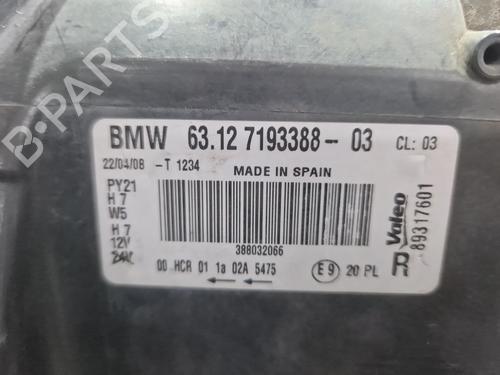 B-PARTS
BMW 63.12 7193388-03 CL: 03
22/04/08 -T 1234 MADE IN SPAIN
PY21
H 7
W5
H 7
12V
24V
388032066
00 HCR 01 1a 02A 5475
E9 20 PL
Valeo
89317601
R